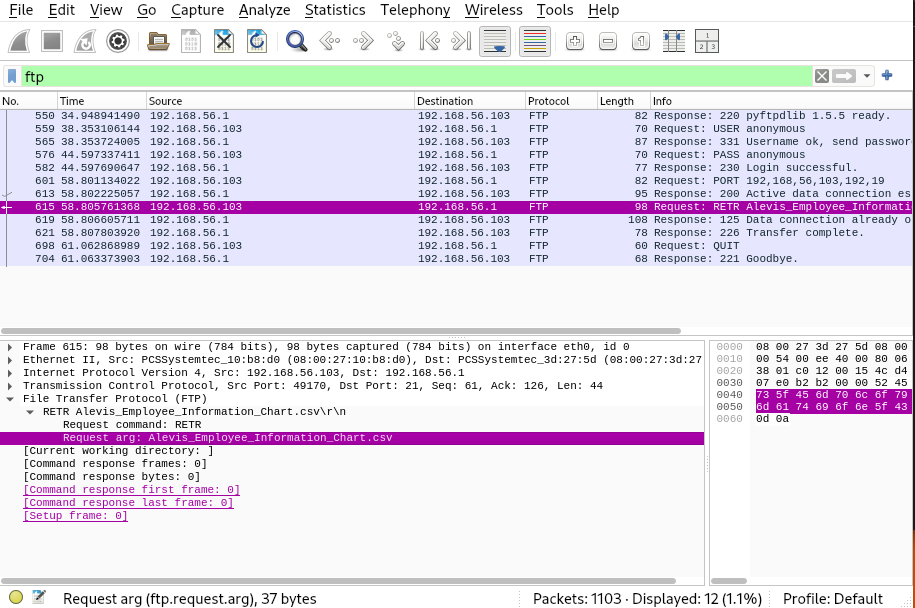 File Edit View Go Capture Analyze Statistics Telephony Wireless Tools Help
ftp
No. Time Source Destination Protocol Length Info
550 34.948941490 192.168.56.1 192.168.56.103 FTP 82 Response: 220 pyftpdlib 1.5.5 ready.
559 38.353106144 192.168.56.103 192.168.56.1 FTP 70 Request: USER anonymous
565 38.353724005 192.168.56.1 192.168.56.103 FTP 87 Response: 331 Username ok, send passwor
576 44.597337411 192.168.56.103 192.168.56.1 FTP 70 Request: PASS anonymous
582 44.597690647 192.168.56.1 192.168.56.103 FTP 77 Response: 230 Login successful.
601 58.801134022 192.168.56.103 192.168.56.1 FTP 82 Request: PORT 192,168,56,103,192,19
613 58.802225057 192.168.56.1 192.168.56.103 FTP 95 Response: 200 Active data connection es
615 58.805761368 192.168.56.103 192.168.56.1 FTP 98 Request: RETR Alevis_Employee_Informati
619 58.806605711 192.168.56.1 192.168.56.103 FTP 108 Response: 125 Data connection already o
621 58.807803920 192.168.56.1 192.168.56.103 FTP 78 Response: 226 Transfer complete.
698 61.062868989 192.168.56.103 192.168.56.1 FTP 60 Request: QUIT
704 61.063373903 192.168.56.1 192.168.56.103 FTP 68 Response: 221 Goodbye.
Frame 615: 98 bytes on wire (784 bits), 98 bytes captured (784 bits) on interface eth0, id 0
Ethernet II, Src: PCSSystemtec_10:b8:d0 (08:00:27:10:b8:d0), Dst: PCSSystemtec_3d:27:5d (08:00:27:3d:27
Internet Protocol Version 4, Src: 192.168.56.103, Dst: 192.168.56.1
Transmission Control Protocol, Src Port: 49170, Dst Port: 21, Seq: 61, Ack: 126, Len: 44
File Transfer Protocol (FTP)
RETR Alevis_Employee_Information_Chart.csv\r\n
Request command: RETR
Request arg: Alevis_Employee_Information_Chart.csv
[Current working directory: ]
[Command response frames: 0]
[Command response bytes: 0]
[Command response first frame: 0]
[Command response last frame: 0]
[Setup frame: 0]
0000 08 00 27 3d 27 5d 08 00
0010 00 54 00 ee 40 00 80 06
0020 38 01 c0 12 00 15 4c d4
0030 07 e0 b2 b2 00 00 52 45
0040 73 5f 45 6d 70 6c 6f 79
0050 6d 61 74 69 6f 6e 5f 43
0060 0d 0a
Request arg (ftp.request.arg), 37 bytes
Packets: 1103 · Displayed: 12 (1.1%)
Profile: Default